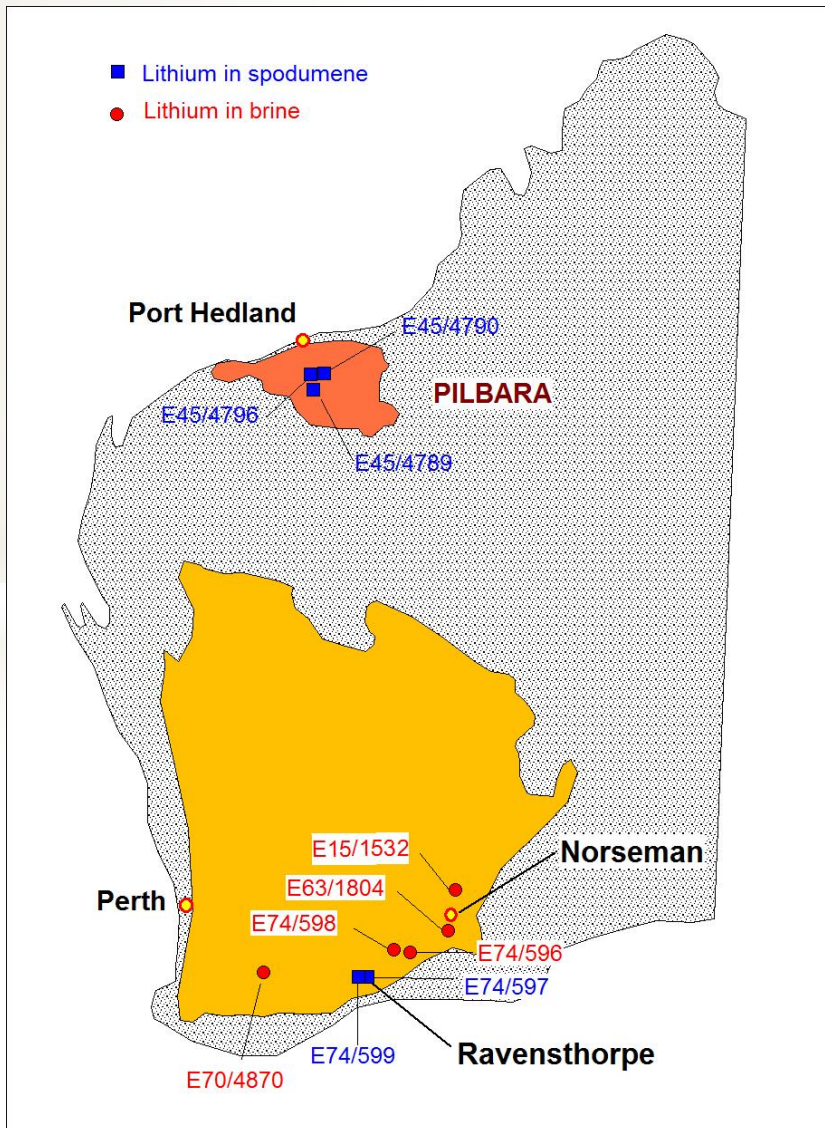 Lithium in spodumene
Lithium in brine
Port Hedland
E45/4790
PILBARA
E45/4796
E45/4789
E15/1532
Norseman
E63/1804
Perth
E74/598
E74/596
E74/597
E74/599
Ravensthorpe
E70/4870